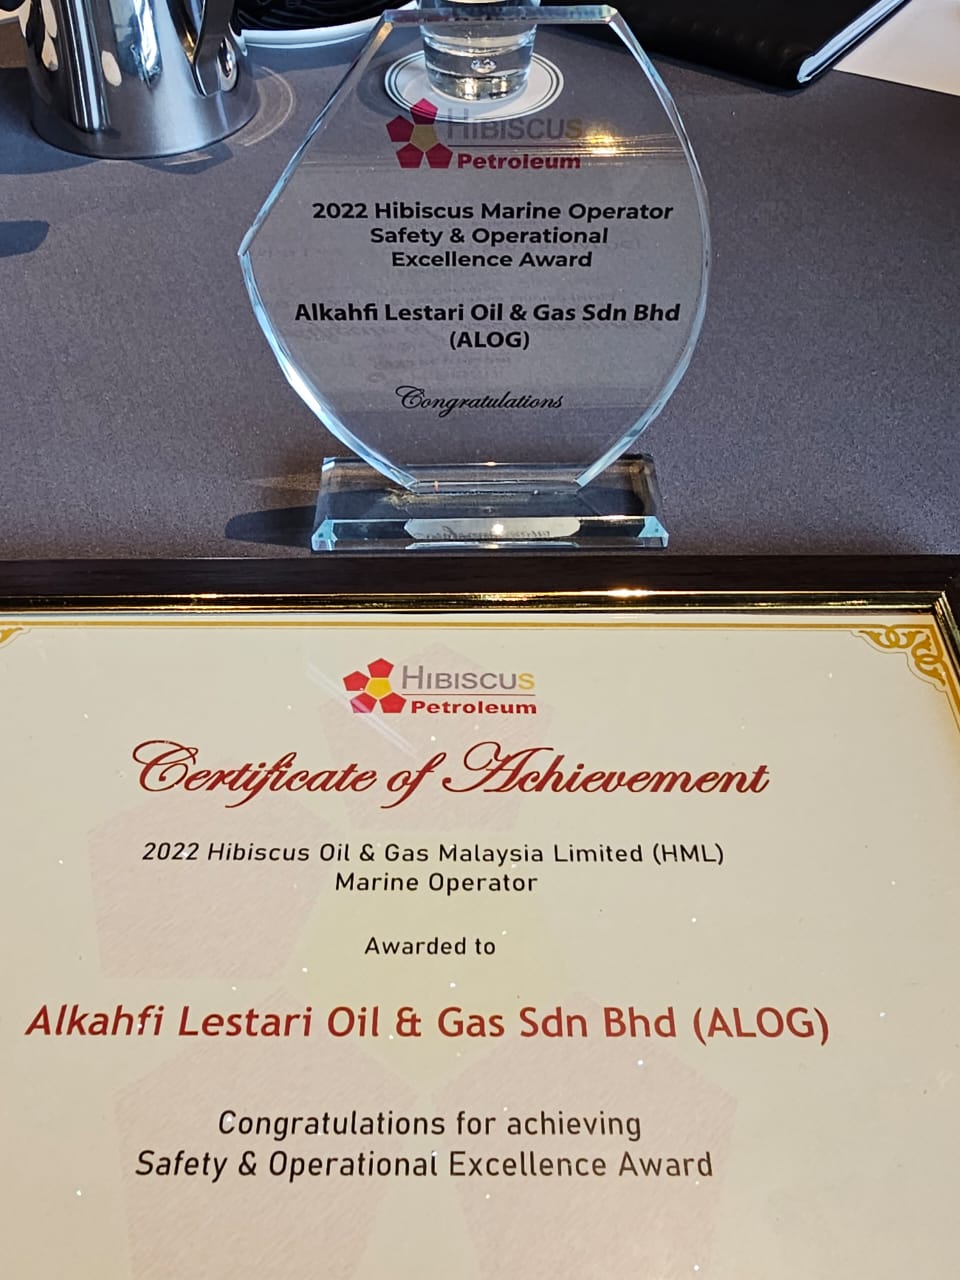 HIBISCUS
Petroleum
2022 Hibiscus Marine Operator
Safety & Operational
Excellence Award
Alkahfi Lestari Oil & Gas Sdn Bhd
(ALOG)
Congratulations
HIBISCUS
Petroleum
Certificate of Achievement
2022 Hibiscus Oil & Gas Malaysia Limited (HML)
Marine Operator
Awarded to
Alkahfi Lestari Oil & Gas Sdn Bhd (ALOG)
Congratulations for achieving
Safety & Operational Excellence Award